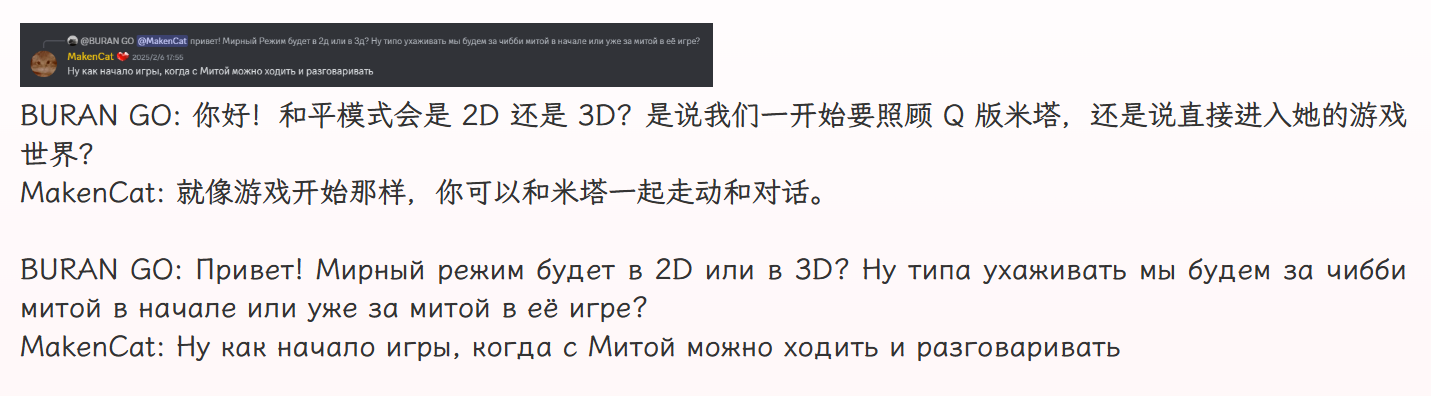 @BURAN GO @MakenCat привет! Мирный Режим будет в 2д или в 3д? Ну типо ухаживать мы будем за чибби митой в начале или уже за митой в её игре?
MakenCat ❤️ 2025/2/6 17:55
Ну как начало игры, когда с Митой можно ходить и разговаривать
BURAN GO: 你好！和平模式会是 2D 还是 3D？是说我们一开始要照顾 Q 版米塔，还是说直接进入她的游戏
世界？
MakenCat: 就像游戏开始那样，你可以和米塔一起走动和对话。
BURAN GO: Привет! Мирный режим будет в 2D или в 3D? Ну типа ухаживать мы будем за чибби
митой в начале или уже за митой в её игре?
MakenCat: Ну как начало игры, когда с Митой можно ходить и разговаривать